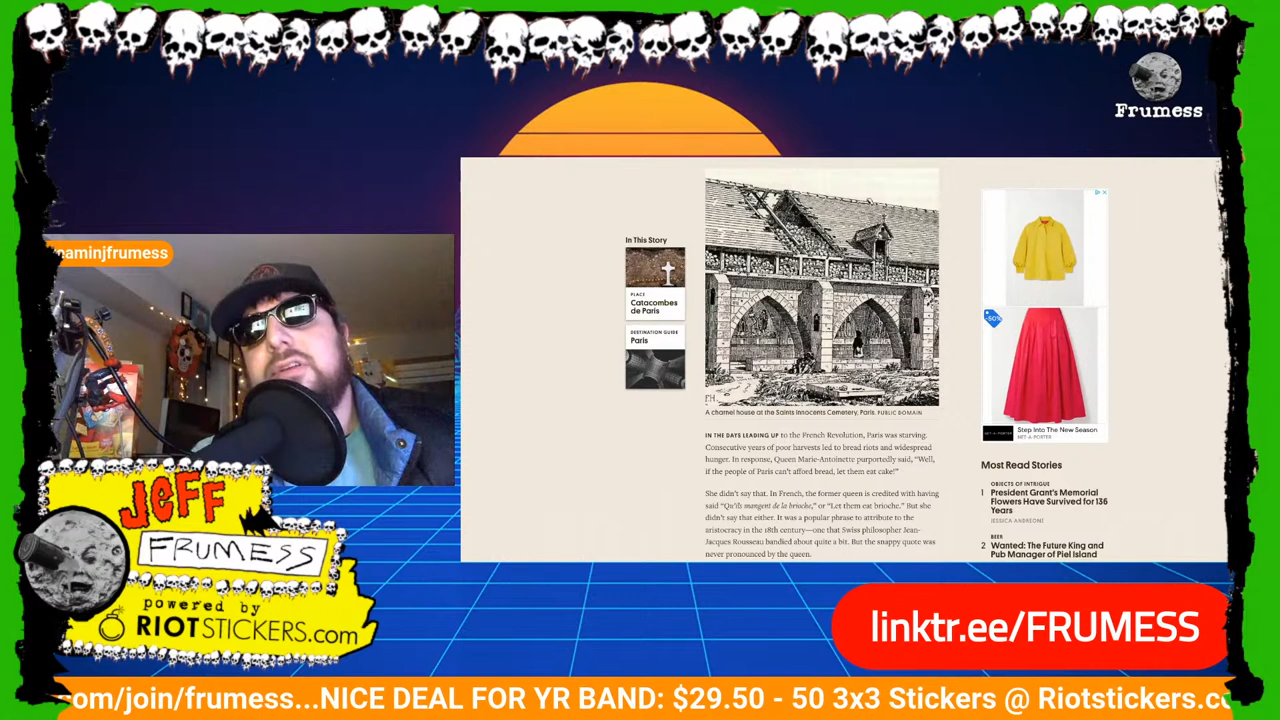 Frumess
eaminjfrumess
In This Story
PLACE
Catacombes
de Paris
DESTINATION GUIDE
Paris
FH
A charnel house at the Saints Innocents Cemetery, Paris. PUBLIC DOMAIN
IN THE DAYS LEADING UP to the French Revolution, Paris was starving.
Consecutive years of poor harvests led to bread riots and widespread
hunger. In response, Queen Marie-Antoinette purportedly said, “Well,
if the people of Paris can’t afford bread, let them eat cake!”
She didn’t say that. In French, the former queen is credited with having
said “Qu’ils mangent de la brioche,” or “Let them eat brioche.” But she
didn’t say that either. It was a popular phrase to attribute to the
aristocracy in the 18th century—one that Swiss philosopher Jean-
Jacques Rousseau bandied about quite a bit. But the snappy quote was
never pronounced by the queen.
-50%
NET-A-PORTER
Step Into The New Season
NET-A-PORTER
Most Read Stories
OBJECTS OF INTRIGUE
1 President Grant's Memorial
Flowers Have Survived for 136
Years
JESSICA ANDREONE
BEER
2 Wanted: The Future King and
Pub Manager of Piel Island
JEFF
FRUMESS
powered by
RIOTSTICKERS.com
linktr.ee/FRUMESS
om/join/frumess...NICE DEAL FOR YR BAND: $29.50 - 50 3x3 Stickers @ Riotstickers.co